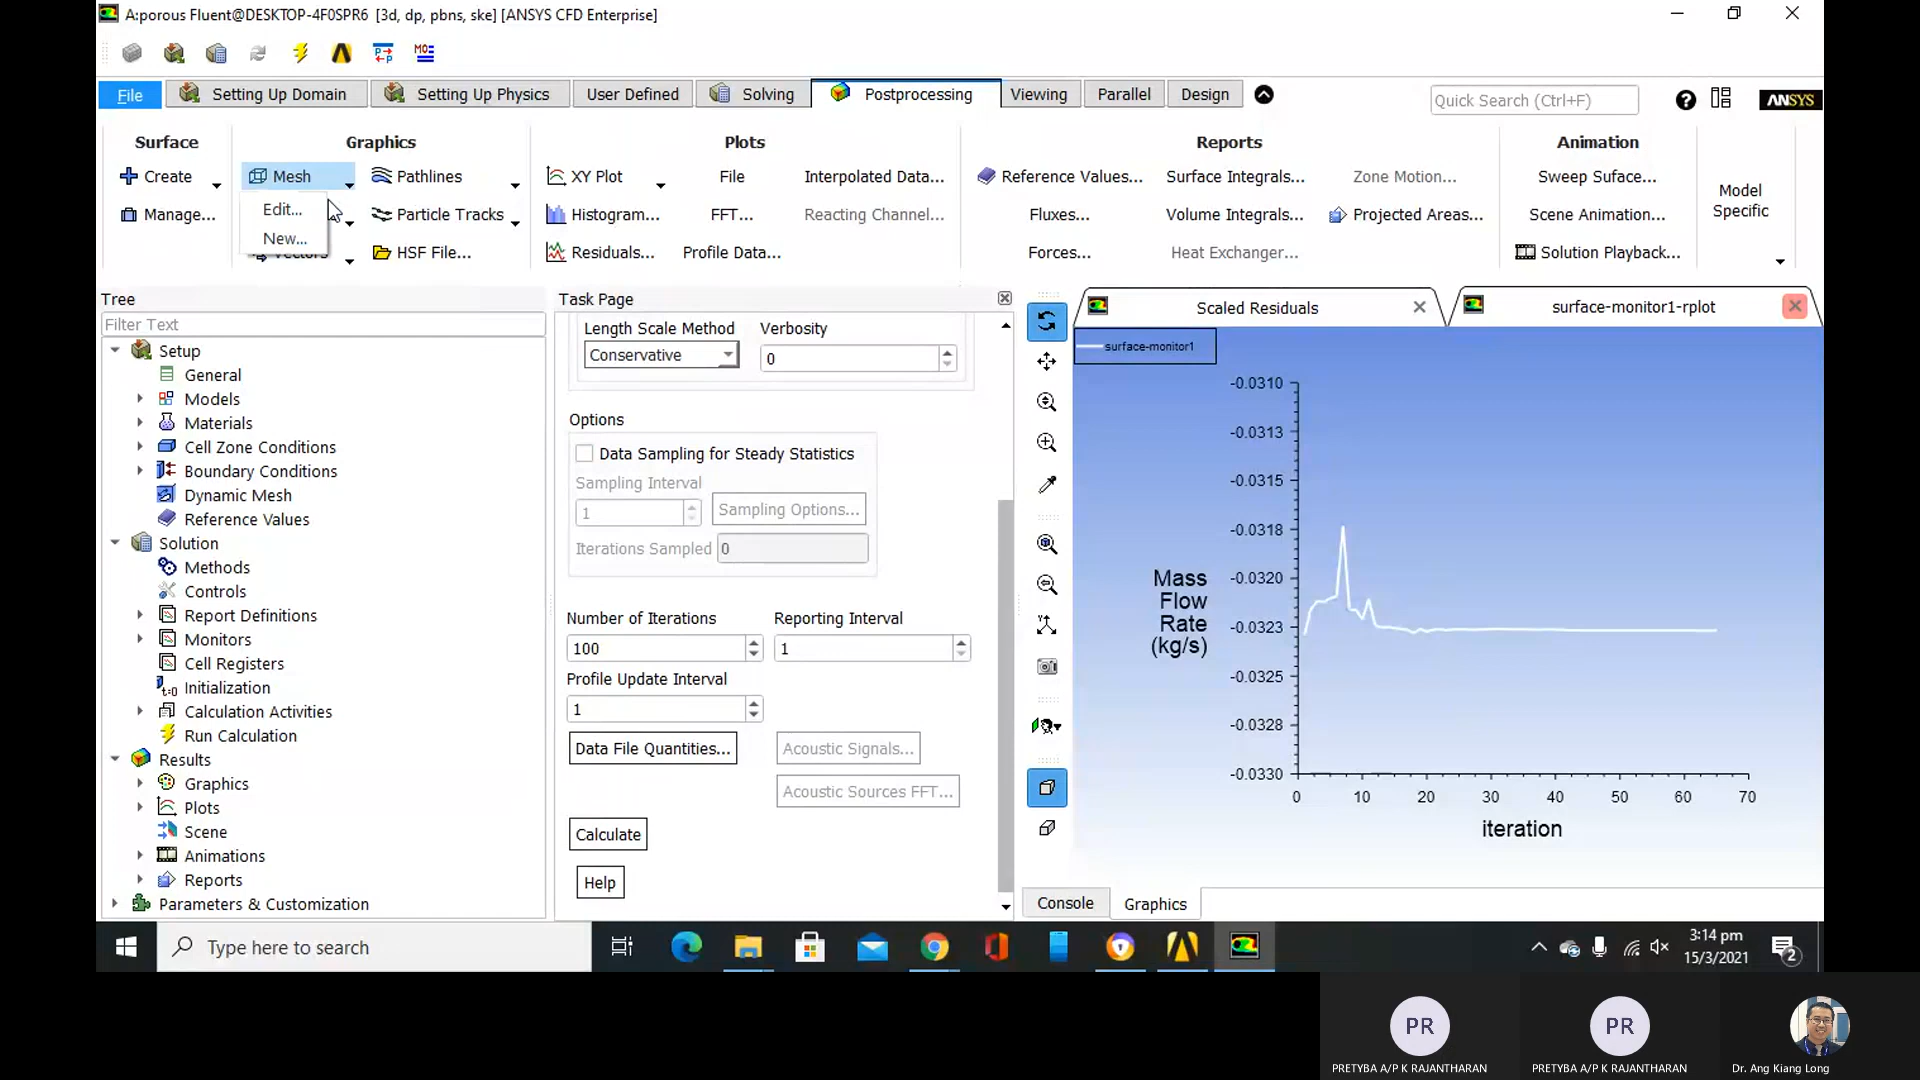 A:porous Fluent@DESKTOP-4F0SPR6 [3d, dp, pbns, ske] [ANSYS CFD Enterprise]
File
Setting Up Domain
Setting Up Physics
User Defined
Solving
Postprocessing
Viewing
Parallel
Design
Quick Search (Ctrl+F)
ANSYS
Surface
Graphics
Plots
Reports
Animation
Create
Mesh
Pathlines
XY Plot
File
Interpolated Data...
Reference Values...
Surface Integrals...
Zone Motion...
Sweep Suface...
Model
Specific
Manage...
Edit...
Particle Tracks
Histogram...
FFT...
Reacting Channel...
Fluxes...
Volume Integrals...
Projected Areas...
Scene Animation...
New...
Vectors
HSF File...
Residuals...
Profile Data...
Forces...
Heat Exchanger...
Solution Playback...
Tree
Filter Text
Setup
General
Models
Materials
Cell Zone Conditions
Boundary Conditions
Dynamic Mesh
Reference Values
Solution
Methods
Controls
Report Definitions
Monitors
Cell Registers
Initialization
Calculation Activities
Run Calculation
Results
Graphics
Plots
Scene
Animations
Reports
Parameters & Customization
Task Page
Length Scale Method
Verbosity
Conservative
0
Options
Data Sampling for Steady Statistics
Sampling Interval
1
Sampling Options...
Iterations Sampled
0
Number of Iterations
Reporting Interval
100
1
Profile Update Interval
1
Data File Quantities...
Acoustic Signals...
Acoustic Sources FFT...
Calculate
Help
Scaled Residuals
surface-monitor1-rplot
surface-monitor1
-0.0310
-0.0313
-0.0315
-0.0318
-0.0320
-0.0323
-0.0325
-0.0328
-0.0330
Mass
Flow
Rate
(kg/s)
0 10 20 30 40 50 60 70
iteration
Console
Graphics
Type here to search
3:14 pm
15/3/2021
2
PR
PR
PRETYBA A/P K RAJANTHARAN
PRETYBA A/P K RAJANTHARAN
Dr. Ang Kiang Long